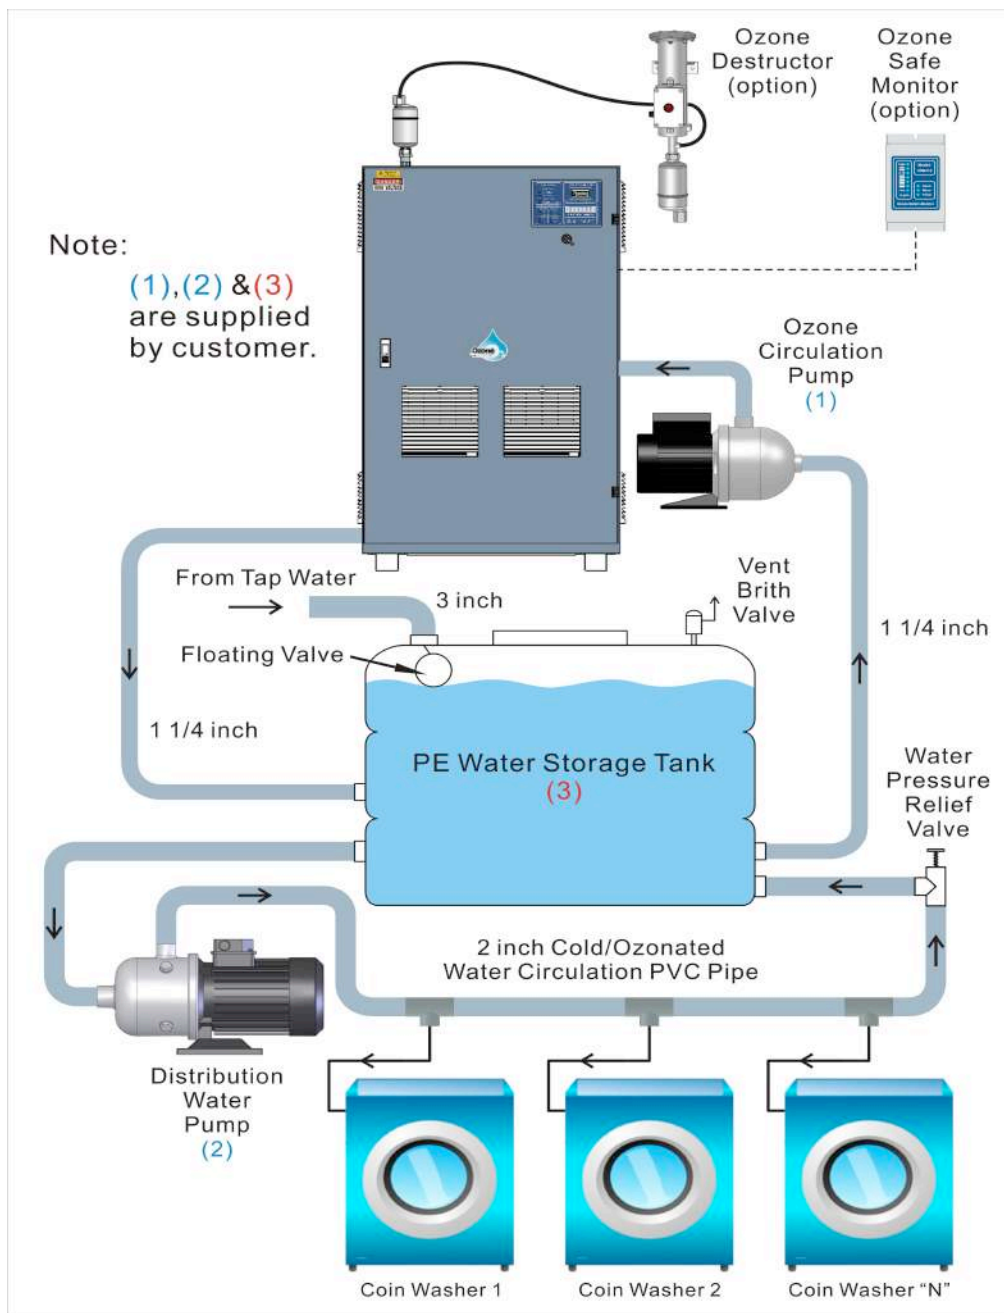 Ozone
Destructor
(option)
Ozone
Safe
Monitor
(option)
Note:
(1),(2) &(3)
are supplied
by customer.
Ozone
Ozone
Circulation
Pump
(1)
From Tap Water
3 inch
Vent
Brith
Valve
Floating Valve
1 1/4 inch
1 1/4 inch
PE Water Storage Tank
(3)
Water
Pressure
Relief
Valve
2 inch Cold/Ozonated
Water Circulation PVC Pipe
Distribution
Water
Pump
(2)
Coin Washer 1
Coin Washer 2
Coin Washer “N”